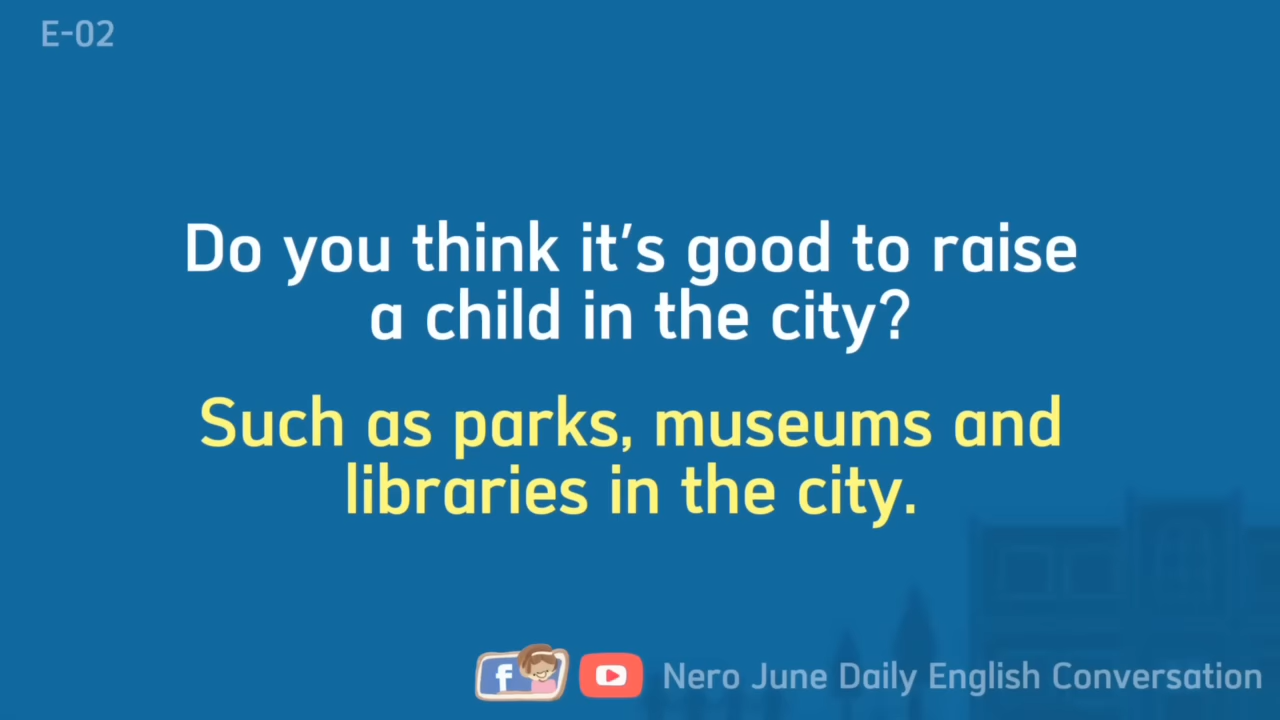 E-02
Do you think it's good to raise
a child in the city?
Such as parks, museums and
libraries in the city.
f
Nero June Daily English Conversation